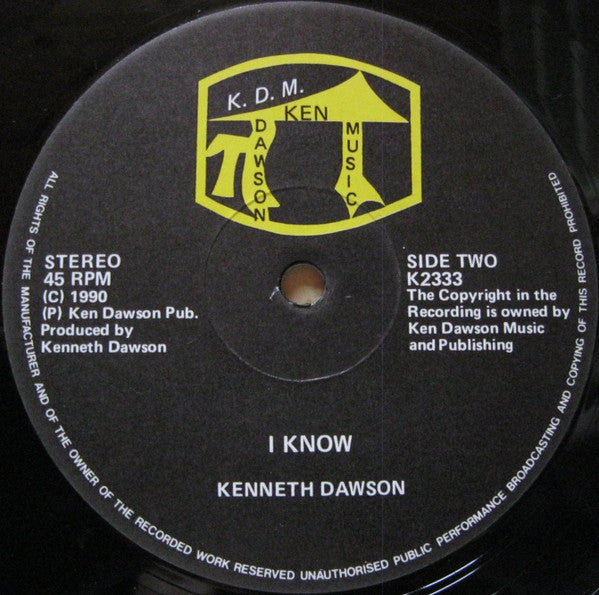 K. D. M.
KEN
DAWSON
MUSIC
STEREO
45 RPM
(C) 1990
(P) Ken Dawson Pub.
Produced by
Kenneth Dawson
SIDE TWO
K2333
The Copyright in the
Recording is owned by
Ken Dawson Music
and Publishing
I KNOW
KENNETH DAWSON
ALL RIGHTS OF THE MANUFACTURER AND OF THE OWNER OF THE RECORDED WORK RESERVED UNAUTHORISED PUBLIC PERFORMANCE BROADCASTING AND COPYING OF THIS RECORD PROHIBITED